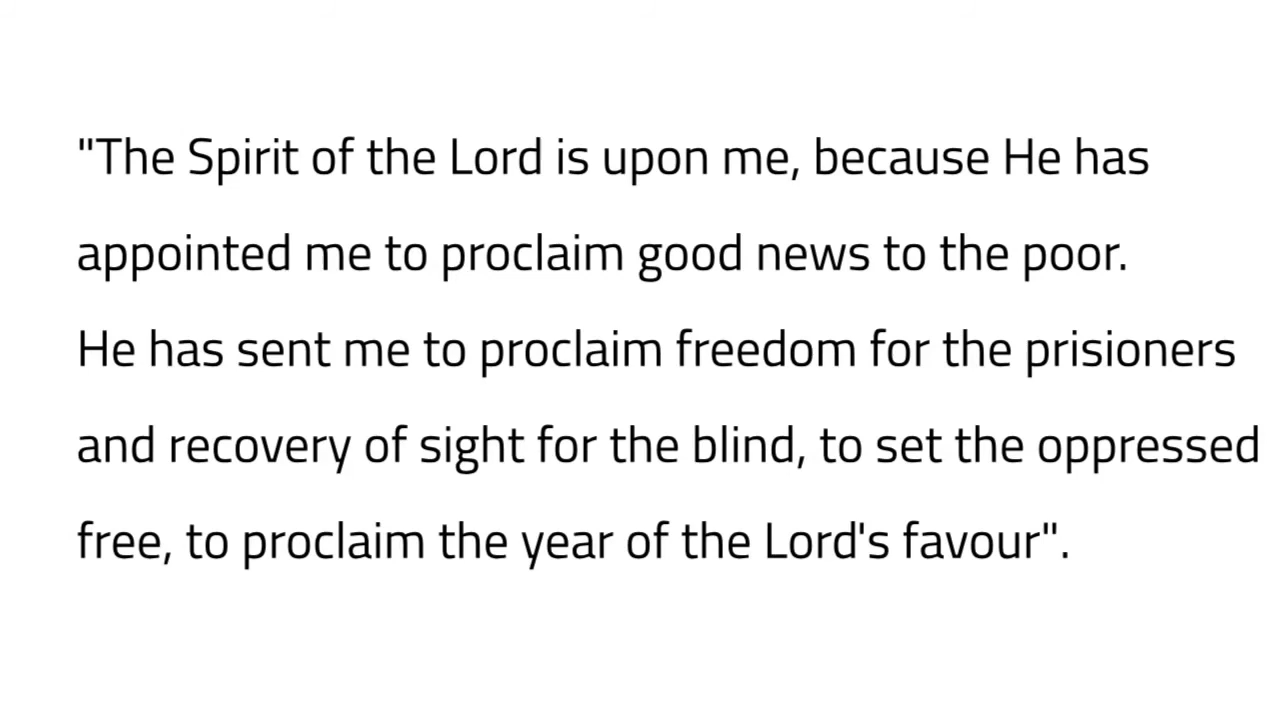 "The Spirit of the Lord is upon me, because He has
appointed me to proclaim good news to the poor.
He has sent me to proclaim freedom for the prisioners
and recovery of sight for the blind, to set the oppressed
free, to proclaim the year of the Lord's favour".